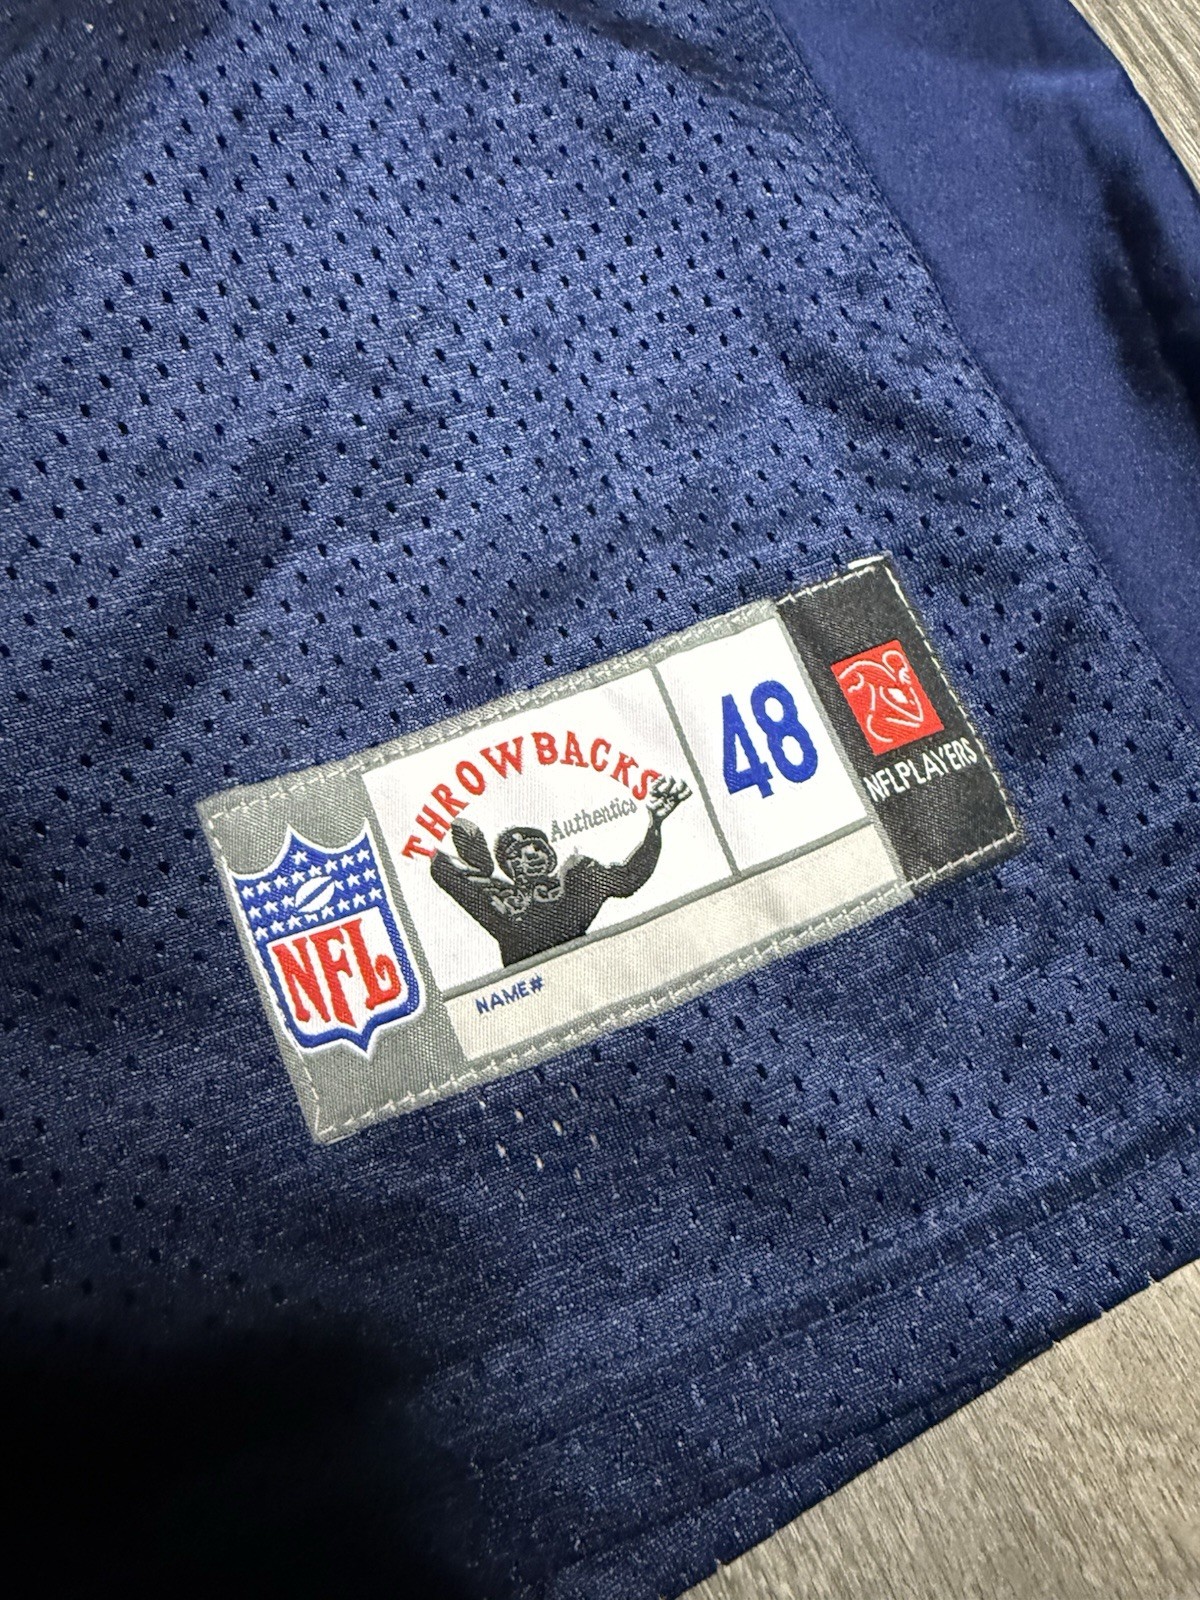 THROWBACKS
Authentics
48
NFL
NAME#
NFLPLAYERS